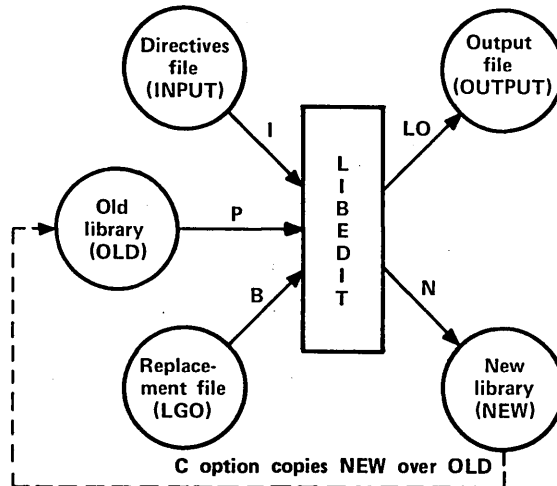 Directives
file
(INPUT)
Output
file
(OUTPUT)
I
LO
L
I
B
E
D
I
T
Old
library
(OLD)
P
B
N
Replace-
ment file
(LGO)
New
library
(NEW)
C option copies NEW over OLD